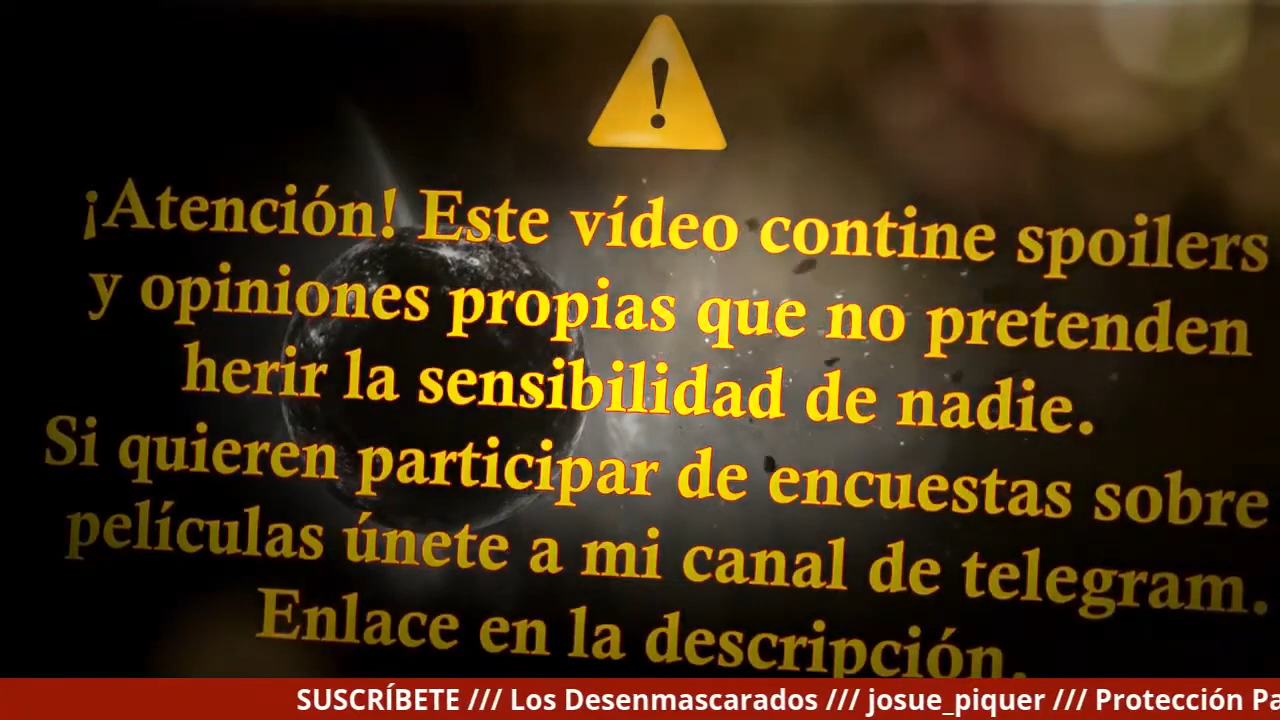 ¡Atención! Este vídeo contine spoilers
y opiniones propias que no pretenden
herir la sensibilidad de nadie.
Si quieren participar de encuestas sobre
películas únete a mi canal de telegram.
Enlace en la descripción.
SUSCRÍBETE /// Los Desenmascarados /// josue_piquer /// Protección